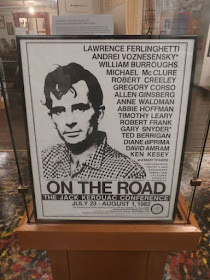 LAWRENCE FERLINGHETTI
ANDREI VOZNESENSKY*
WILLIAM BURROUGHS
MICHAEL McCLURE
ROBERT CREELEY
GREGORY CORSO
ALLEN GINSBERG
ANNE WALDMAN
ABBIE HOFFMAN
TIMOTHY LEARY
ROBERT FRANK
GARY SNYDER*
TED BERRIGAN
DIANE diPRIMA
DAVID AMRAM
KEN KESEY
ON THE ROAD
THE JACK KEROUAC CONFERENCE
JULY 23 - AUGUST 1, 1982